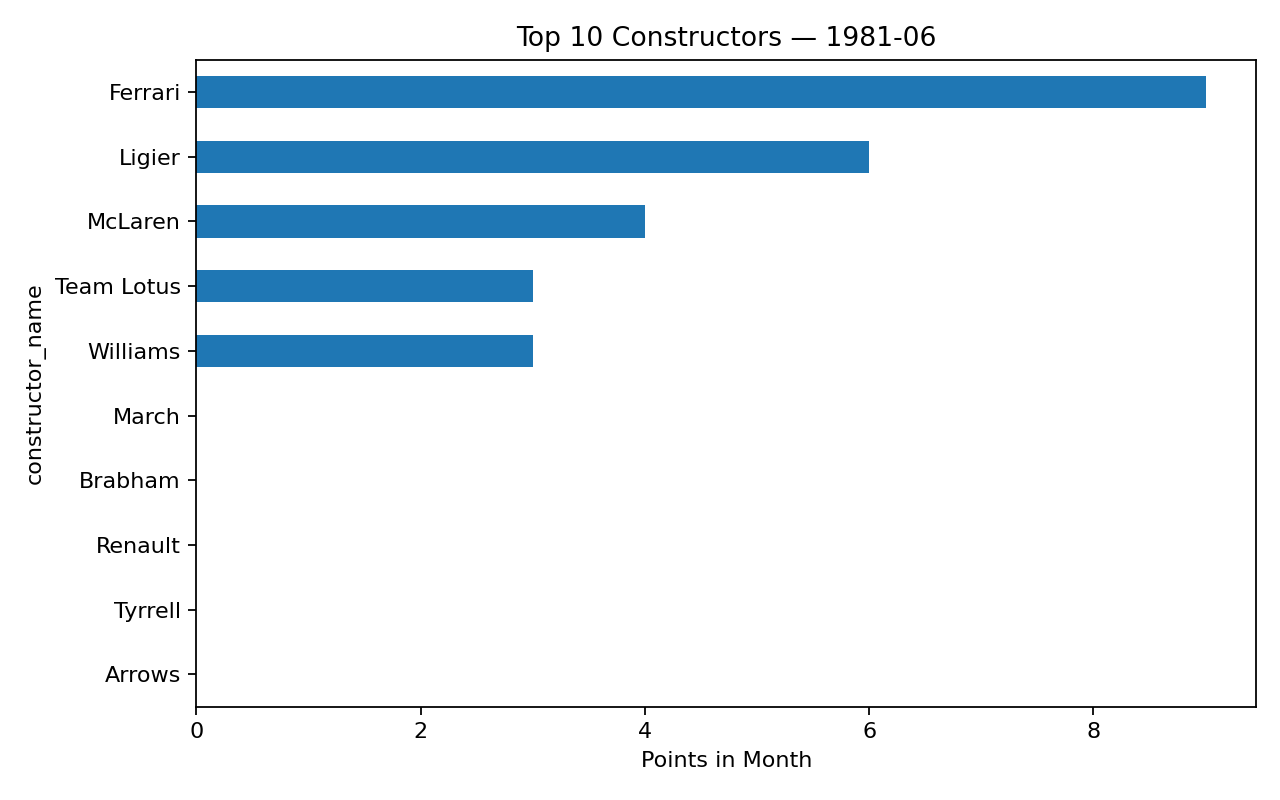 Top 10 Constructors — 1981-06
constructor_name
Ferrari
Ligier
McLaren
Team Lotus
Williams
March
Brabham
Renault
Tyrrell
Arrows
0 2 4 6 8
Points in Month